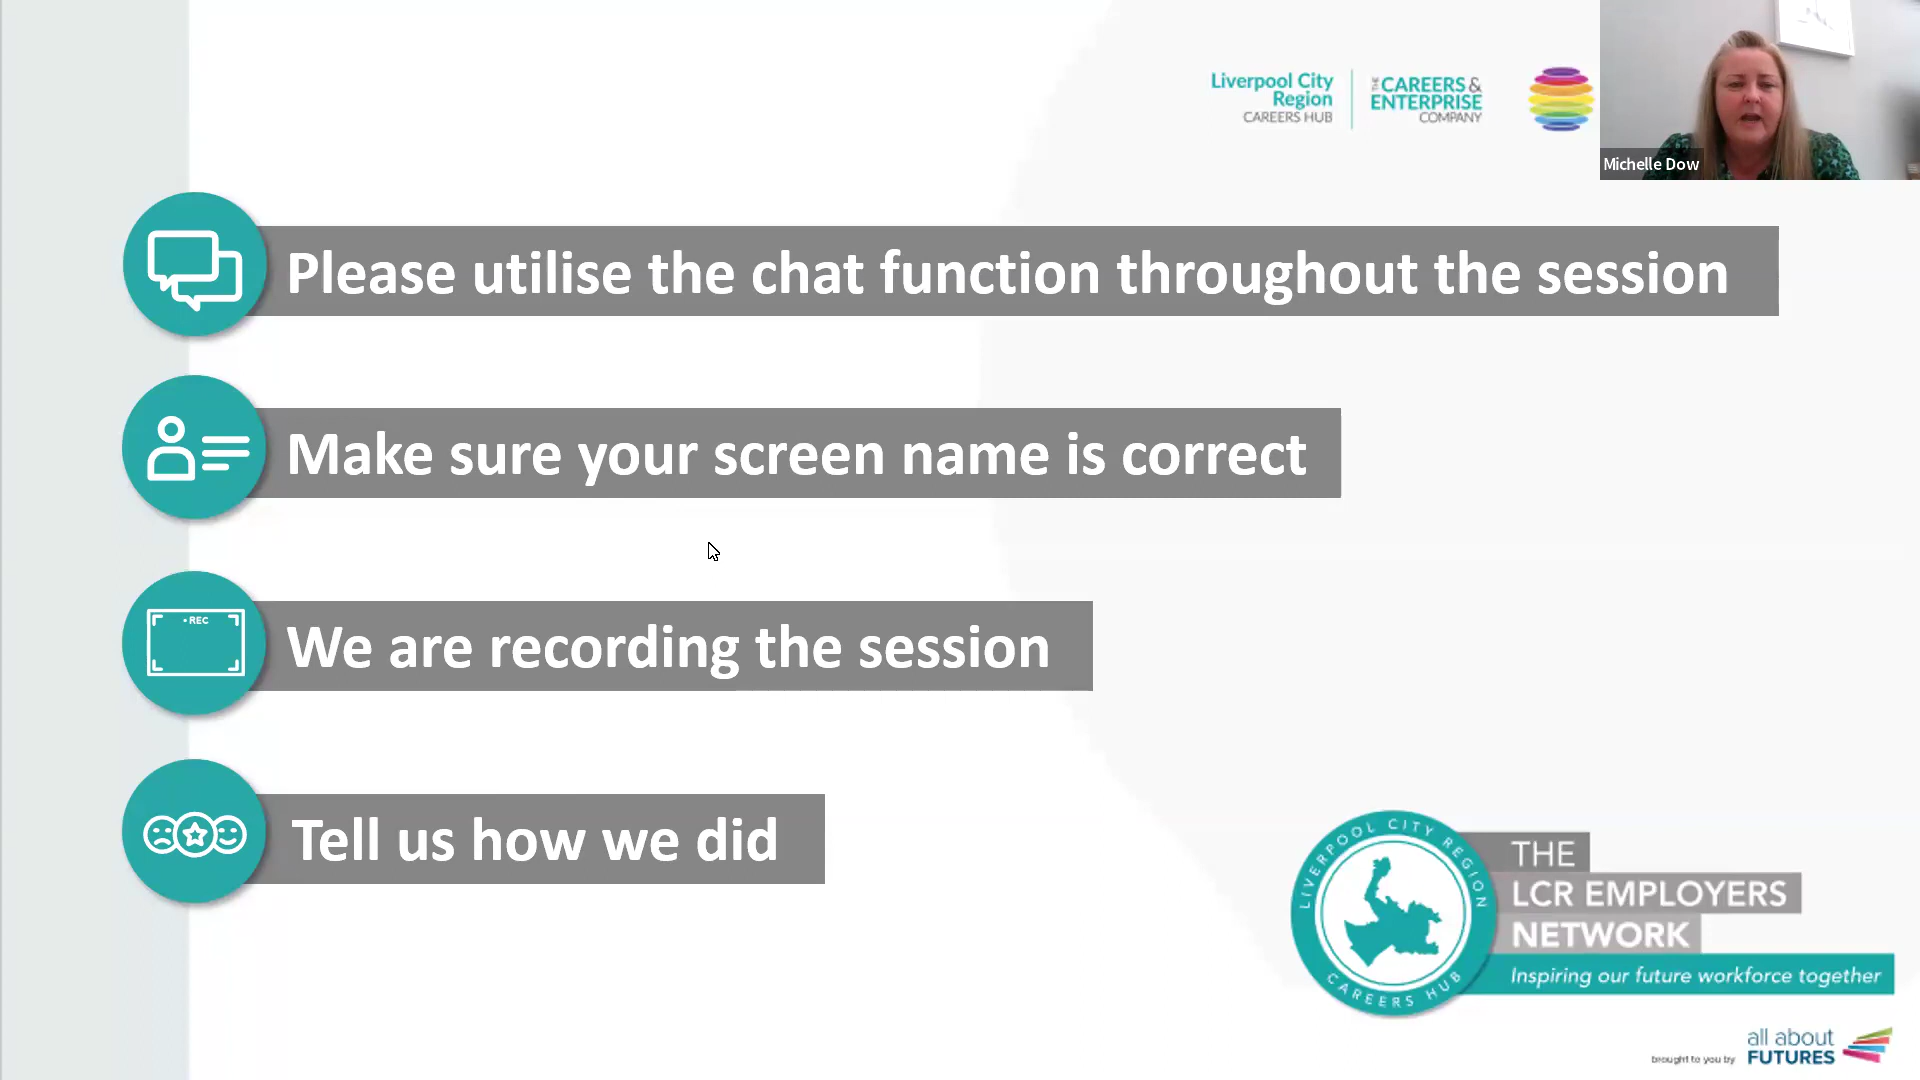 Liverpool City
Region
CAREERS HUB
THE CAREERS &
ENTERPRISE
COMPANY
Michelle Dow
Please utilise the chat function throughout the session
Make sure your screen name is correct
• REC
We are recording the session
Tell us how we did
LIVERPOOL CITY REGION
CAREERS HUB
THE
LCR EMPLOYERS
NETWORK
Inspiring our future workforce together
brought to you by
all about
FUTURES